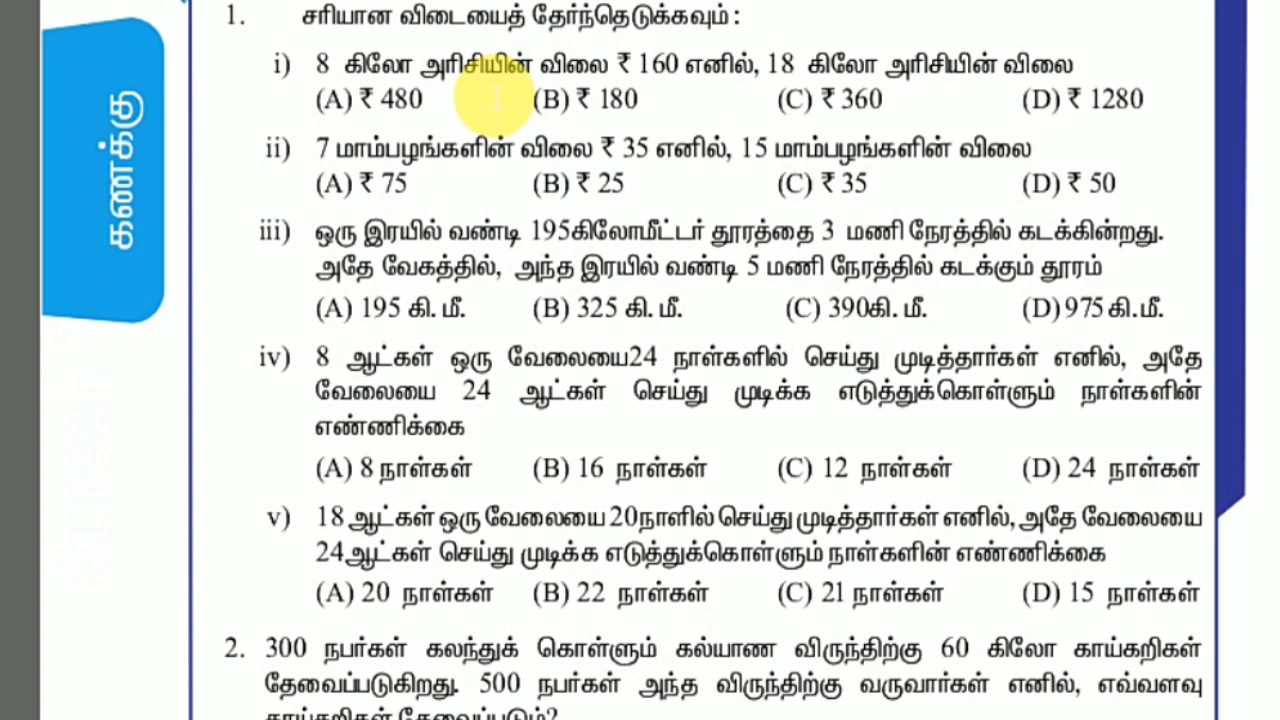 கணக்கு
1. சரியான விடையைத் தேர்ந்தெடுக்கவும் :
i) 8 கிலோ அரிசியின் விலை ₹ 160 எனில், 18 கிலோ அரிசியின் விலை
(A) ₹ 480 (B) ₹ 180 (C) ₹ 360 (D) ₹ 1280
ii) 7 மாம்பழங்களின் விலை ₹ 35 எனில், 15 மாம்பழங்களின் விலை
(A) ₹ 75 (B) ₹ 25 (C) ₹ 35 (D) ₹ 50
iii) ஒரு இரயில் வண்டி 195கிலோமீட்டர் தூரத்தை 3 மணி நேரத்தில் கடக்கின்றது.
அதே வேகத்தில், அந்த இரயில் வண்டி 5 மணி நேரத்தில் கடக்கும் தூரம்
(A) 195 கி. மீ. (B) 325 கி. மீ. (C) 390கி. மீ. (D) 975 கி.மீ.
iv) 8 ஆட்கள் ஒரு வேலையை24 நாள்களில் செய்து முடித்தார்கள் எனில், அதே
வேலையை 24 ஆட்கள் செய்து முடிக்க எடுத்துக்கொள்ளும் நாள்களின்
எண்ணிக்கை
(A) 8 நாள்கள் (B) 16 நாள்கள் (C) 12 நாள்கள் (D) 24 நாள்கள்
v) 18 ஆட்கள் ஒரு வேலையை 20நாளில் செய்து முடித்தார்கள் எனில், அதே வேலையை
24ஆட்கள் செய்து முடிக்க எடுத்துக்கொள்ளும் நாள்களின் எண்ணிக்கை
(A) 20 நாள்கள் (B) 22 நாள்கள் (C) 21 நாள்கள் (D) 15 நாள்கள்
2. 300 நபர்கள் கலந்துக் கொள்ளும் கல்யாண விருந்திற்கு 60 கிலோ காய்கறிகள்
தேவைப்படுகிறது. 500 நபர்கள் அந்த விருந்திற்கு வருவார்கள் எனில், எவ்வளவு
காய்கறிகள் தேவைப்படும்?